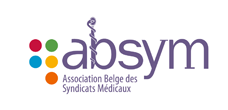 absym
Association Belge des
Syndicats Médicaux